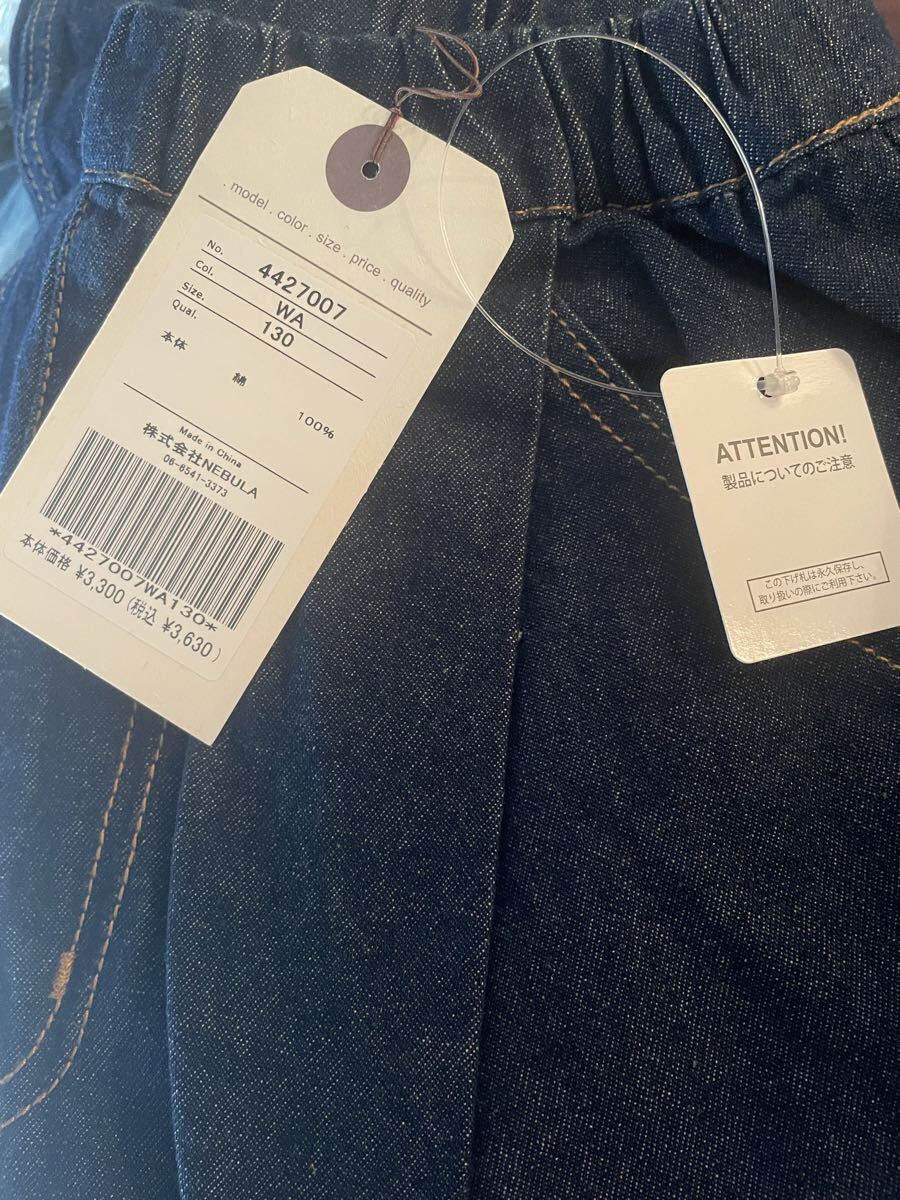 . model . color . size . price . quality
No. 4427007
Col. WA
Size. 130
Qual.
本体
綿 100%
Made in China
株式会社NEBULA
06-6541-3373
*4427007WA130*
本体価格 ¥3,300 (税込 ¥3,630)
ATTENTION!
製品についてのご注意
この下げ札は永久保存し、
取り扱いの際にご利用下さい。